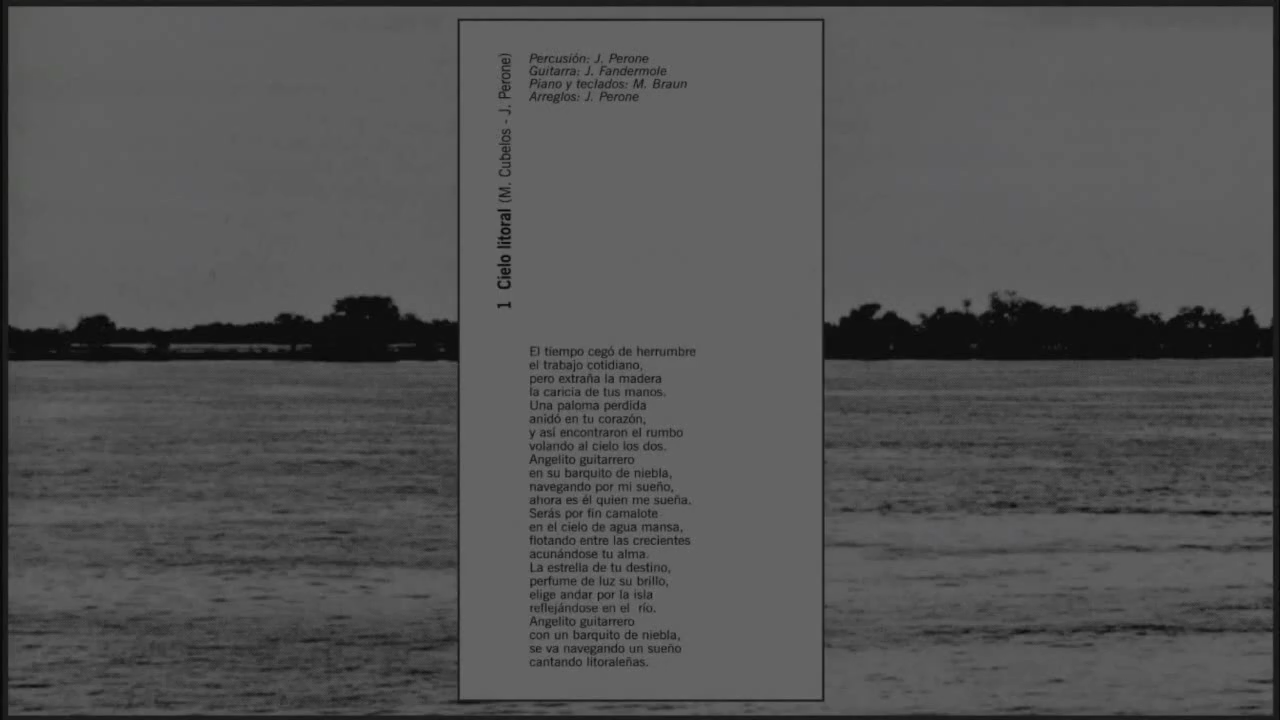 1 Cielo litoral (M. Cubelos - J. Perone)
Percusión: J. Perone
Guitarra: J. Fandermole
Piano y teclados: M. Braun
Arreglos: J. Perone
El tiempo cegó de herrumbre
el trabajo cotidiano,
pero extraña la madera
la caricia de tus manos.
Una paloma perdida
anidó en tu corazón,
y así encontraron el rumbo
volando al cielo los dos.
Angelito guitarrero
en su barquito de niebla,
navegando por mi sueño,
ahora es él quien me sueña.
Serás por fin camalote
en el cielo de agua mansa,
flotando entre las crecientes
acunándose tu alma.
La estrella de tu destino,
perfume de luz su brillo,
elige andar por la isla
reflejándose en el río.
Angelito guitarrero
con un barquito de niebla,
se va navegando un sueño
cantando litoraleñas.